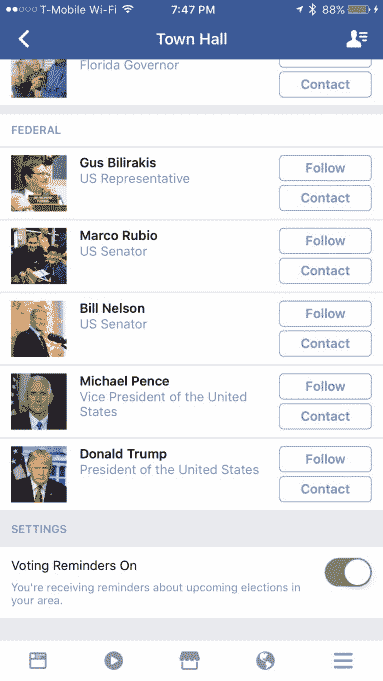 T-Mobile Wi-Fi 7:47 PM 88%
Town Hall
Florida Governor
Contact
FEDERAL
Gus Bilirakis
US Representative
Follow
Contact
Marco Rubio
US Senator
Follow
Contact
Bill Nelson
US Senator
Follow
Contact
Michael Pence
Vice President of the United
States
Follow
Contact
Donald Trump
President of the United States
Follow
Contact
SETTINGS
Voting Reminders On
You're receiving reminders about upcoming elections in
your area.